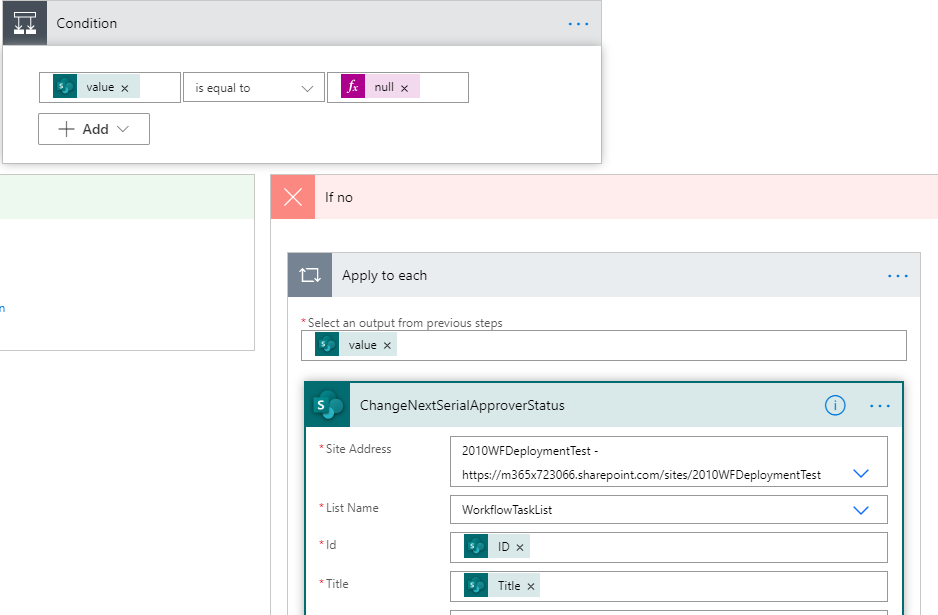 Condition
value ×
is equal to
fx null ×
+ Add
If no
n
Apply to each
*Select an output from previous steps
S value ×
S ChangeNextSerialApproverStatus
*Site Address
2010WFDeploymentTest -
https://m365x723066.sharepoint.com/sites/2010WFDeploymentTest
*List Name
WorkflowTaskList
*Id
ID ×
*Title
Title ×